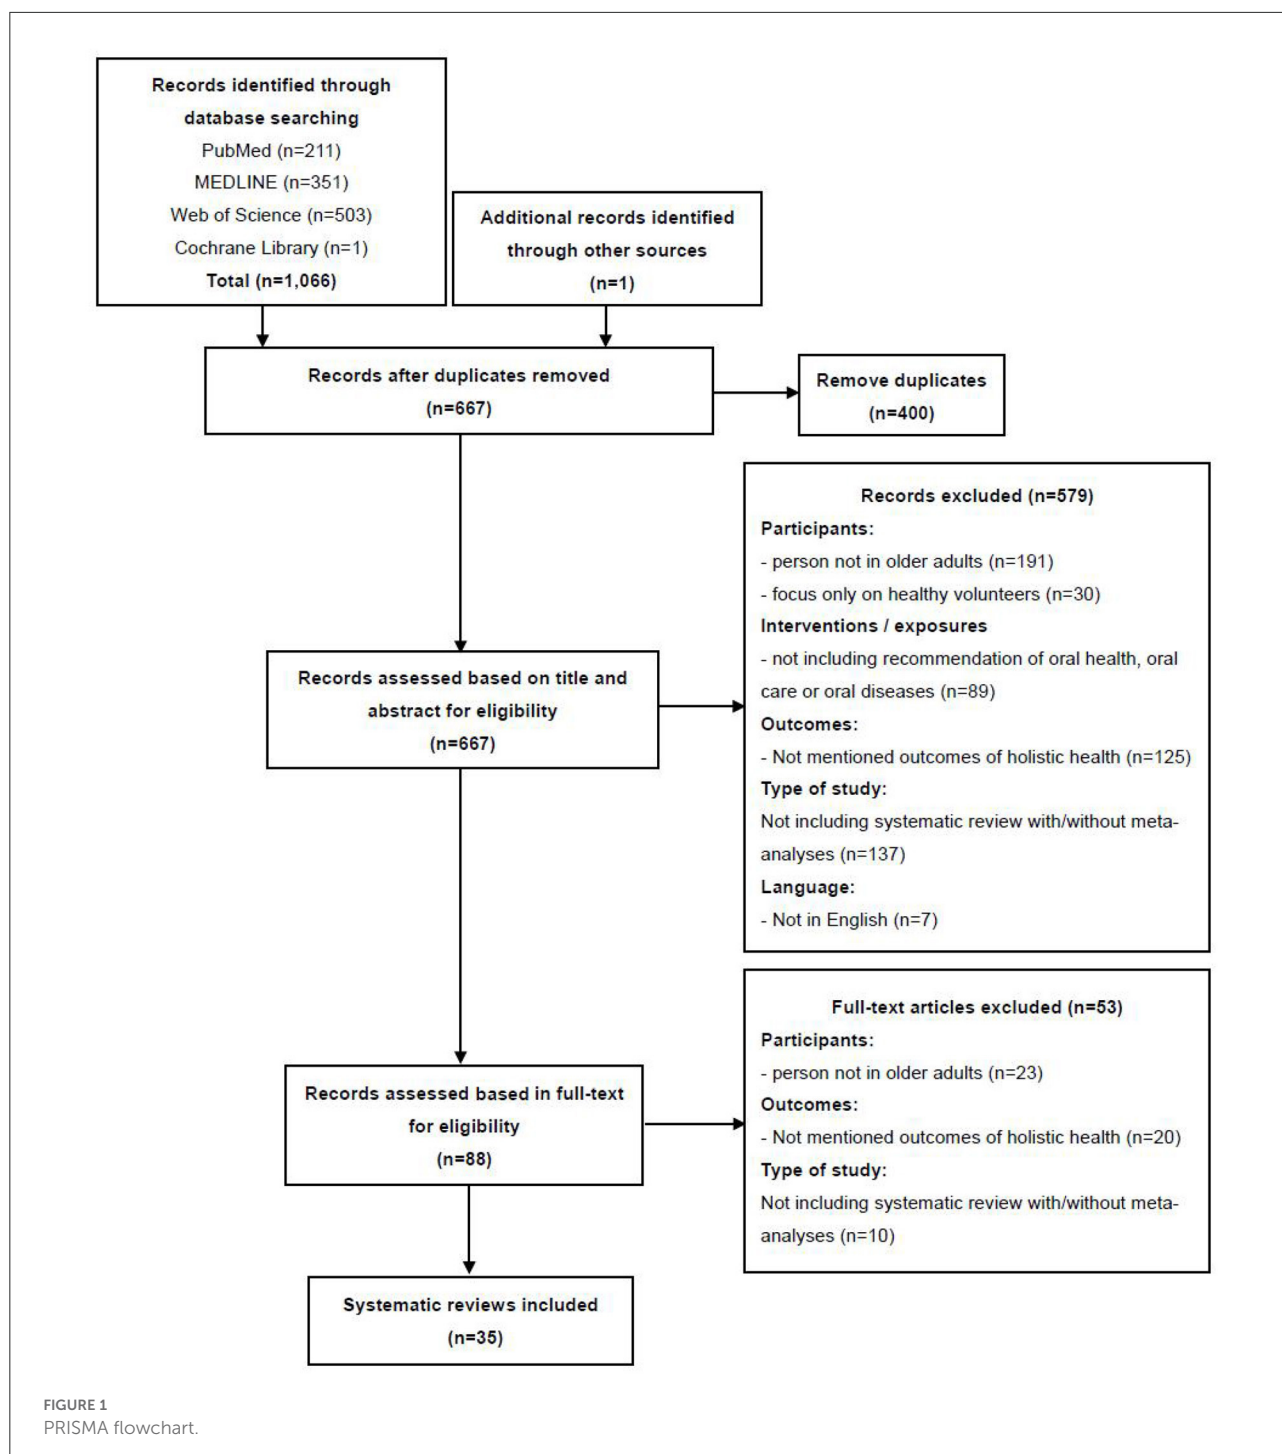 Records identified through
database searching
PubMed (n=211)
MEDLINE (n=351)
Web of Science (n=503)
Cochrane Library (n=1)
Total (n=1,066)
Additional records identified
through other sources
(n=1)
Records after duplicates removed
(n=667)
Remove duplicates
(n=400)
Records excluded (n=579)
Participants:
- person not in older adults (n=191)
- focus only on healthy volunteers (n=30)
Interventions / exposures
- not including recommendation of oral health, oral
care or oral diseases (n=89)
Outcomes:
- Not mentioned outcomes of holistic health (n=125)
Type of study:
Not including systematic review with/without meta-
analyses (n=137)
Language:
- Not in English (n=7)
Records assessed based on title and
abstract for eligibility
(n=667)
Full-text articles excluded (n=53)
Participants:
- person not in older adults (n=23)
Outcomes:
- Not mentioned outcomes of holistic health (n=20)
Type of study:
Not including systematic review with/without meta-
analyses (n=10)
Records assessed based in full-text
for eligibility
(n=88)
Systematic reviews included
(n=35)
FIGURE 1
PRISMA flowchart.